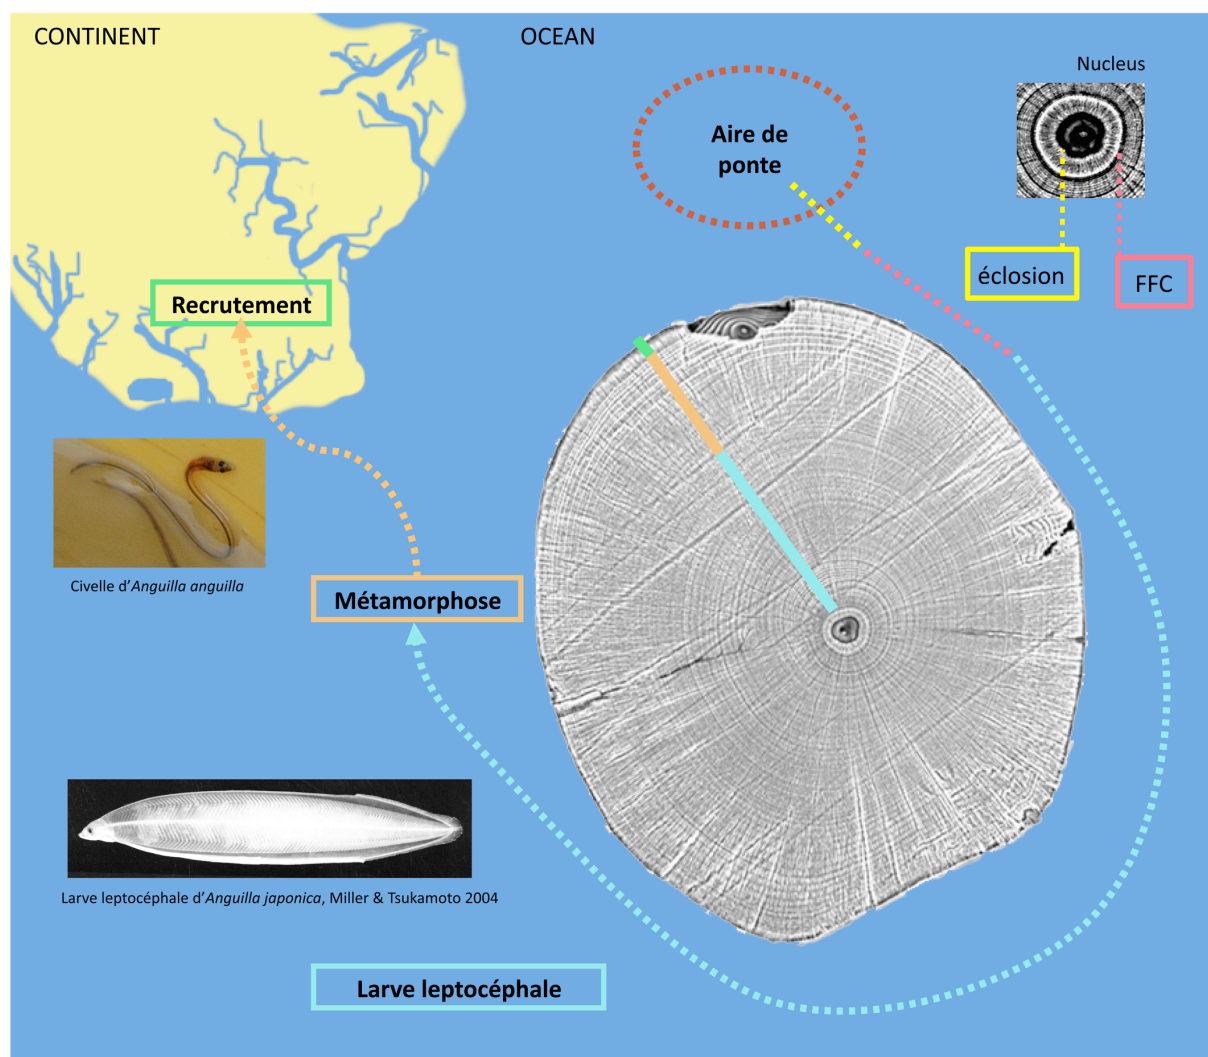 CONTINENT
OCEAN
Nucleus
Aire de
ponte
éclosion
FFC
Recrutement
Civelle d’Anguilla anguilla
Métamorphose
Larve leptocéphale d’Anguilla japonica, Miller & Tsukamoto 2004
Larve leptocéphale